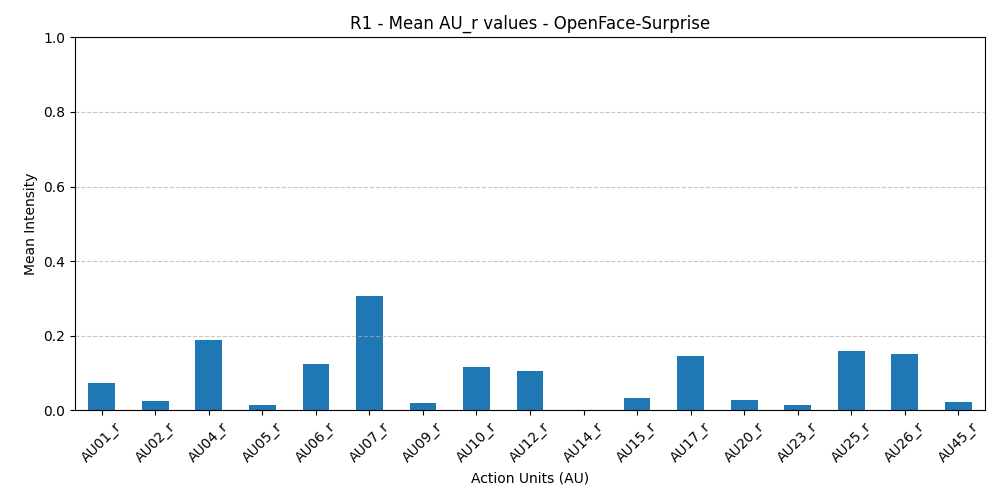 R1 - Mean AU_r values - OpenFace-Surprise
1.0
0.8
0.6
0.4
0.2
0.0
Mean Intensity
AU01_r
AU02_r
AU04_r
AU05_r
AU06_r
AU07_r
AU09_r
AU10_r
AU12_r
AU14_r
AU15_r
AU17_r
AU20_r
AU23_r
AU25_r
AU26_r
AU45_r
Action Units (AU)